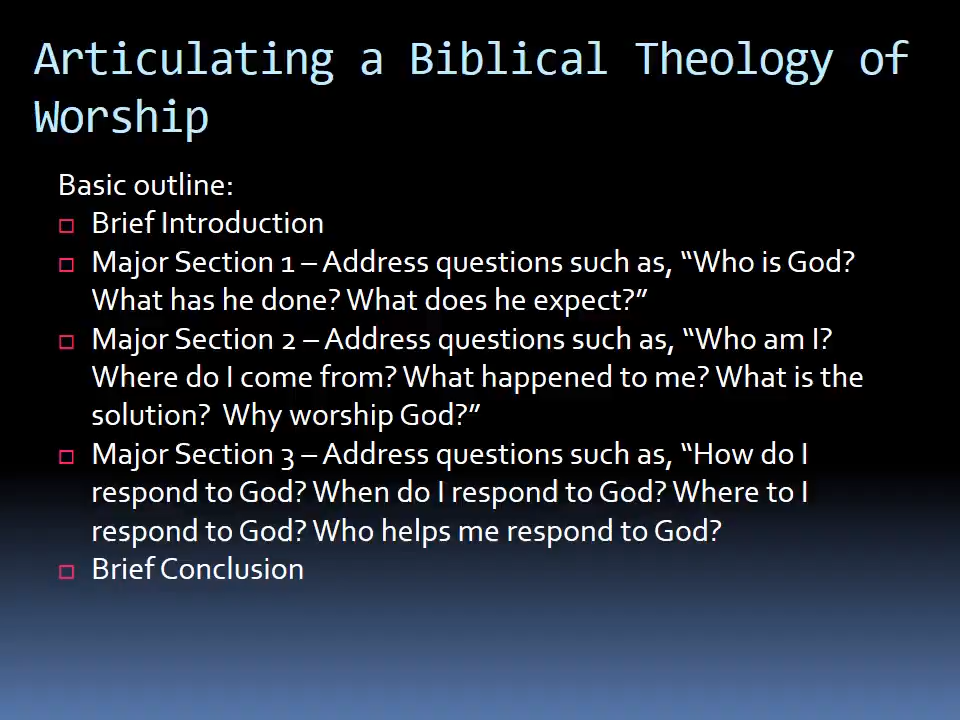 Articulating a Biblical Theology of
Worship
Basic outline:
Brief Introduction
Major Section 1 – Address questions such as, “Who is God?
What has he done? What does he expect?”
Major Section 2 – Address questions such as, “Who am I?
Where do I come from? What happened to me? What is the
solution?  Why worship God?”
Major Section 3 – Address questions such as, “How do I
respond to God? When do I respond to God? Where to I
respond to God? Who helps me respond to God?
Brief Conclusion